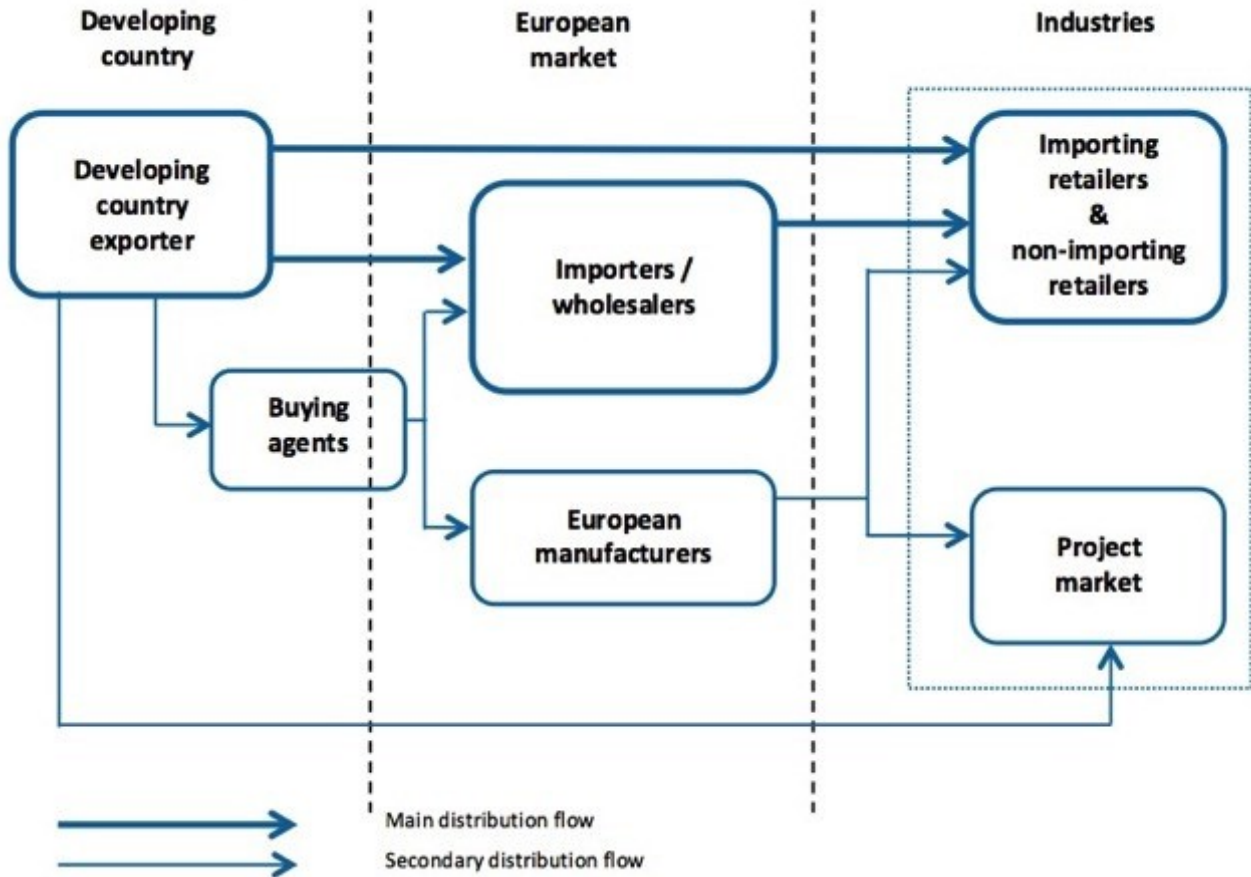 Developing
country
European
market
Industries
Developing
country
exporter
Importing
retailers
&
non-importing
retailers
Importers /
wholesalers
Buying
agents
European
manufacturers
Project
market
Main distribution flow
Secondary distribution flow